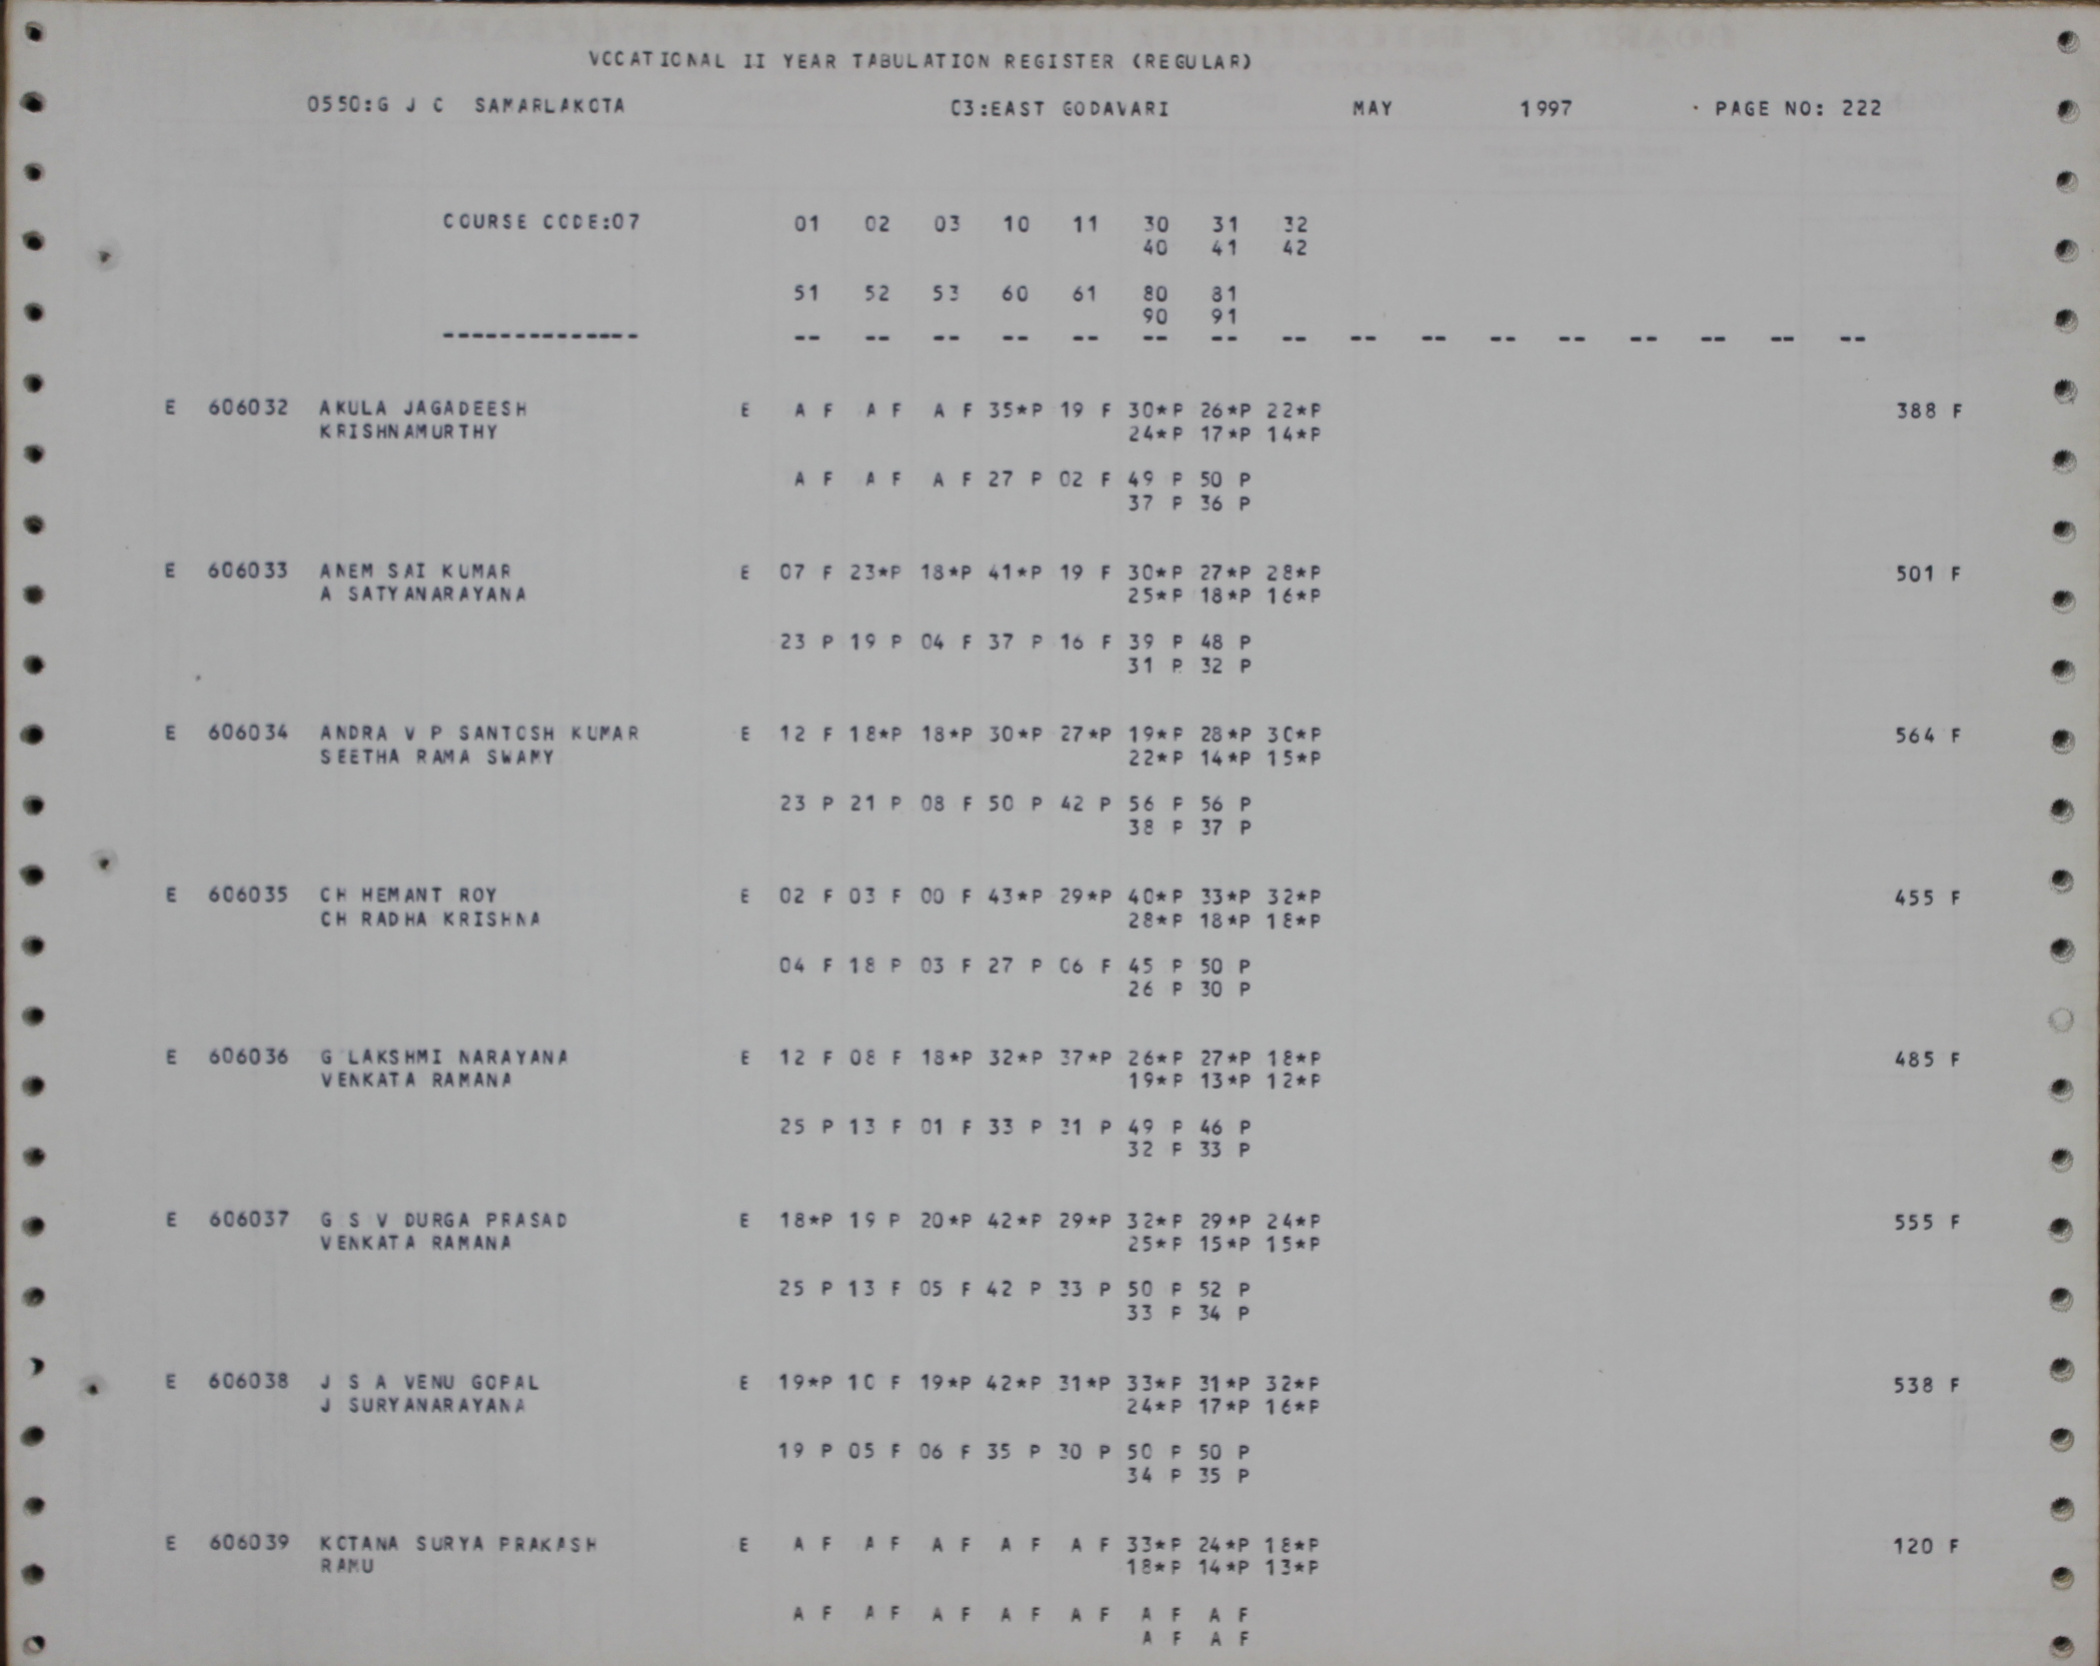 VOCATIONAL II YEAR TABULATION REGISTER (REGULAR)
0550:G J C SAMARLAKOTA 03:EAST GODAVARI MAY 1997 PAGE NO: 222
COURSE CODE:07 01 02 03 10 11 30 31 32
40 41 42
51 52 53 60 61 80 81
90 91
-------------- -- -- -- -- -- -- -- -- -- -- -- -- -- -- -- --
E 606032 AKULA JAGADEESH E A F A F A F 35*P 19 F 30*P 26*P 22*P 388 F
KRISHNAMURTHY 24*P 17*P 14*P
A F A F A F 27 P 02 F 49 P 50 P
37 P 36 P
E 606033 ANEM SAI KUMAR E 07 F 23*P 18*P 41*P 19 F 30*P 27*P 28*P 501 F
A SATYANARAYANA 25*P 18*P 16*P
23 P 19 P 04 F 37 P 16 F 39 P 48 P
31 P 32 P
E 606034 ANDRA V P SANTOSH KUMAR E 12 F 18*P 18*P 30*P 27*P 19*P 28*P 30*P 564 F
SEETHA RAMA SWAMY 22*P 14*P 15*P
23 P 21 P 08 F 50 P 42 P 56 P 56 P
38 P 37 P
E 606035 CH HEMANT ROY E 02 F 03 F 00 F 43*P 29*P 40*P 33*P 32*P 455 F
CH RADHA KRISHNA 28*P 18*P 18*P
04 F 18 P 03 F 27 P 06 F 45 P 50 P
26 P 30 P
E 606036 G LAKSHMI NARAYANA E 12 F 08 F 18*P 32*P 37*P 26*P 27*P 18*P 485 F
VENKATA RAMANA 19*P 13*P 12*P
25 P 13 F 01 F 33 P 31 P 49 P 46 P
32 P 33 P
E 606037 G S V DURGA PRASAD E 18*P 19 P 20*P 42*P 29*P 32*P 29*P 24*P 555 F
VENKATA RAMANA 25*P 15*P 15*P
25 P 13 F 05 F 42 P 33 P 50 P 52 P
33 P 34 P
E 606038 J S A VENU GOPAL E 19*P 10 F 19*P 42*P 31*P 33*P 31*P 32*P 538 F
J SURYANARAYANA 24*P 17*P 16*P
19 P 05 F 06 F 35 P 30 P 50 P 50 P
34 P 35 P
E 606039 KOTANA SURYA PRAKASH E A F A F A F A F A F 33*P 24*P 18*P 120 F
RAMU 18*P 14*P 13*P
A F A F A F A F A F A F A F
A F A F